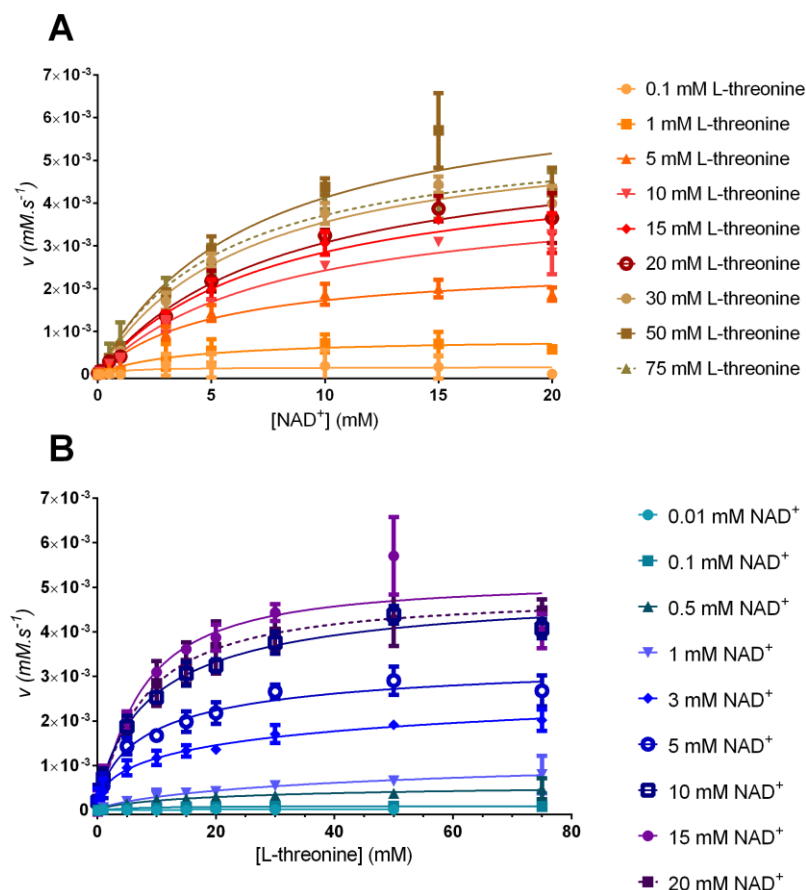 A
7×10⁻³
6×10⁻³
5×10⁻³
4×10⁻³
3×10⁻³
2×10⁻³
1×10⁻³
0
v (mM.s⁻¹)
0 5 10 15 20
[NAD⁺] (mM)
0.1 mM L-threonine
1 mM L-threonine
5 mM L-threonine
10 mM L-threonine
15 mM L-threonine
20 mM L-threonine
30 mM L-threonine
50 mM L-threonine
75 mM L-threonine
B
7×10⁻³
6×10⁻³
5×10⁻³
4×10⁻³
3×10⁻³
2×10⁻³
1×10⁻³
0
v (mM.s⁻¹)
0 20 40 60 80
[L-threonine] (mM)
0.01 mM NAD⁺
0.1 mM NAD⁺
0.5 mM NAD⁺
1 mM NAD⁺
3 mM NAD⁺
5 mM NAD⁺
10 mM NAD⁺
15 mM NAD⁺
20 mM NAD⁺